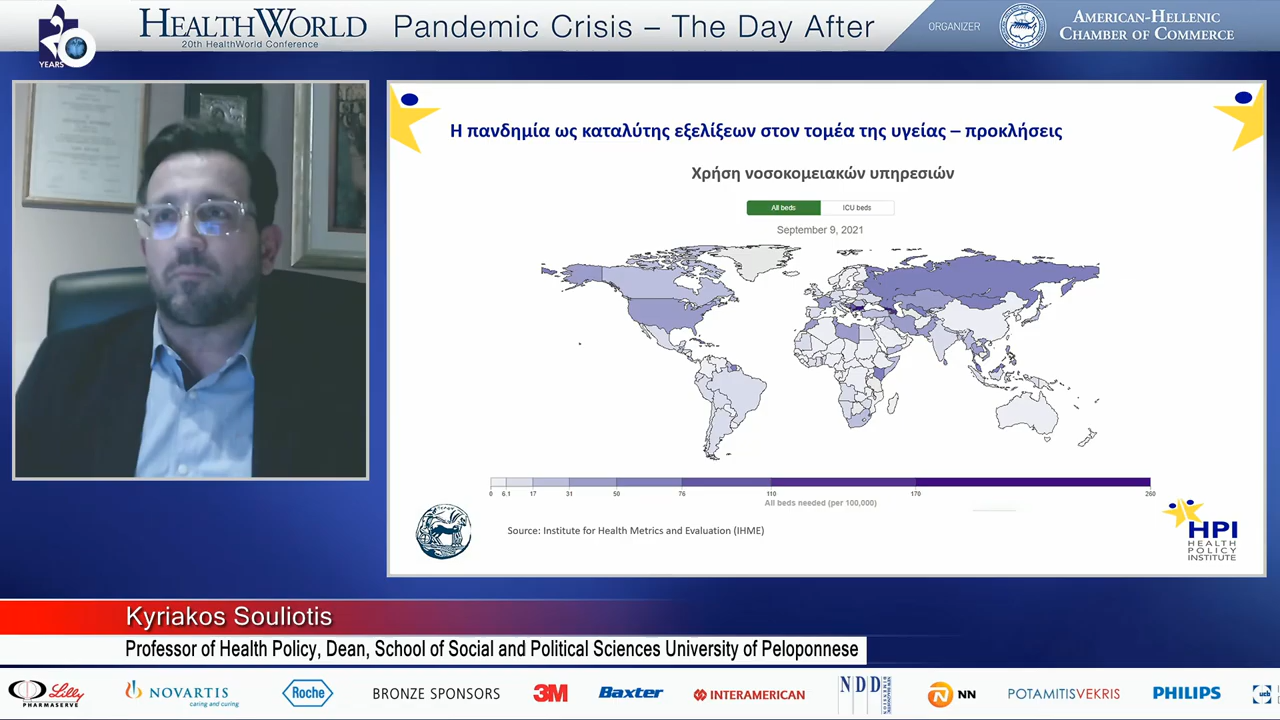 20
YEARS
HEALTHWORLD
20th HealthWorld Conference
Pandemic Crisis – The Day After
ORGANIZER
AMERICAN-HELLENIC
CHAMBER OF COMMERCE
Η πανδημία ως καταλύτης εξελίξεων στον τομέα της υγείας – προκλήσεις
Χρήση νοσοκομειακών υπηρεσιών
All beds ICU beds
September 9, 2021
0 6.1 17 31 50 76 110 170 260
All beds needed (per 100,000)
Source: Institute for Health Metrics and Evaluation (IHME)
HPI
HEALTH
POLICY
INSTITUTE
Kyriakos Souliotis
Professor of Health Policy, Dean, School of Social and Political Sciences University of Peloponnese
Lilly
PHARMASERVE
NOVARTIS
caring and curing
Roche
BRONZE SPONSORS
3M
Baxter
INTERAMERICAN
NDD
NN
POTAMITISVEKRIS
PHILIPS
ucb